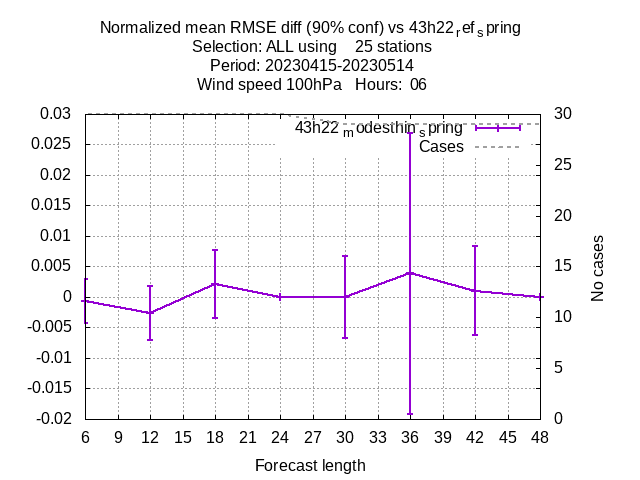 Normalized mean RMSE diff (90% conf) vs 43h22_ref_spring
Selection: ALL using 25 stations
Period: 20230415-20230514
Wind speed 100hPa Hours: 06
43h22_modesthin_spring
Cases
0.03
0.025
0.02
0.015
0.01
0.005
0
-0.005
-0.01
-0.015
-0.02
30
25
20
15
10
5
0
No cases
6 9 12 15 18 21 24 27 30 33 36 39 42 45 48
Forecast length